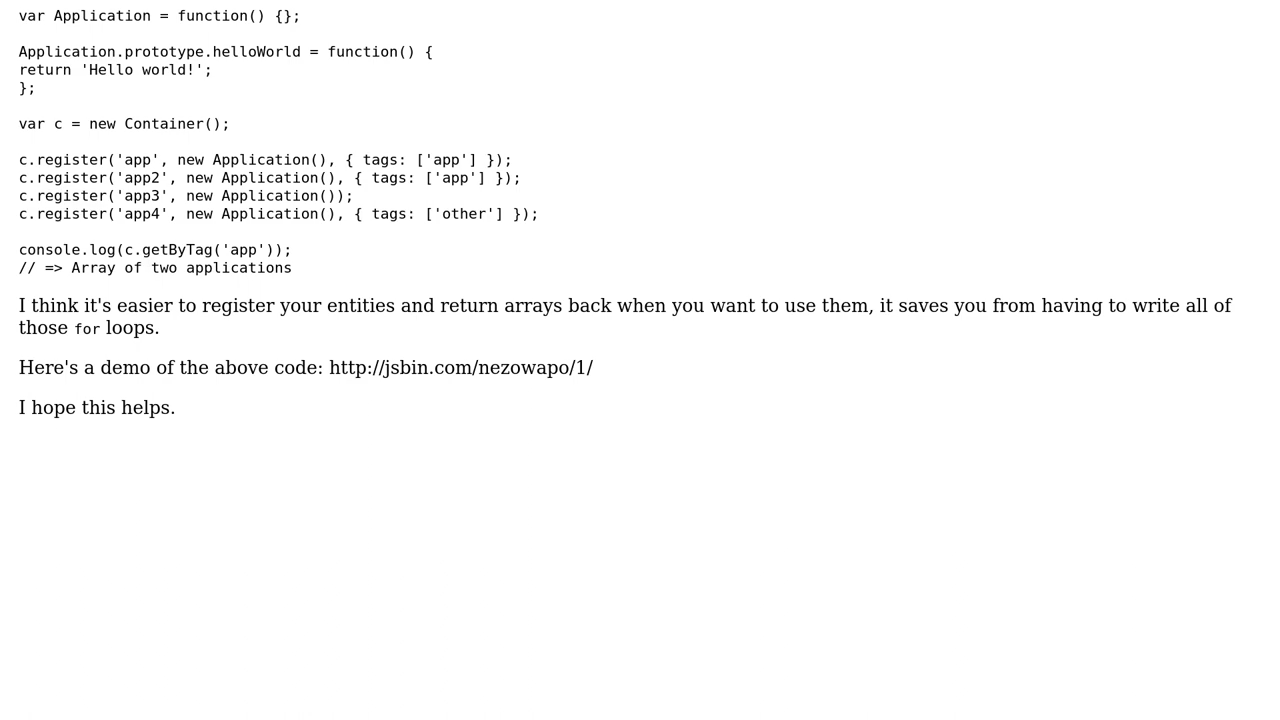 var Application = function() {};
Application.prototype.helloWorld = function() {
return 'Hello world!';
};
var c = new Container();
c.register('app', new Application(), { tags: ['app'] });
c.register('app2', new Application(), { tags: ['app'] });
c.register('app3', new Application());
c.register('app4', new Application(), { tags: ['other'] });
console.log(c.getByTag('app'));
// => Array of two applications
I think it's easier to register your entities and return arrays back when you want to use them, it saves you from having to write all of
those for loops.
Here's a demo of the above code: http://jsbin.com/nezowapo/1/
I hope this helps.